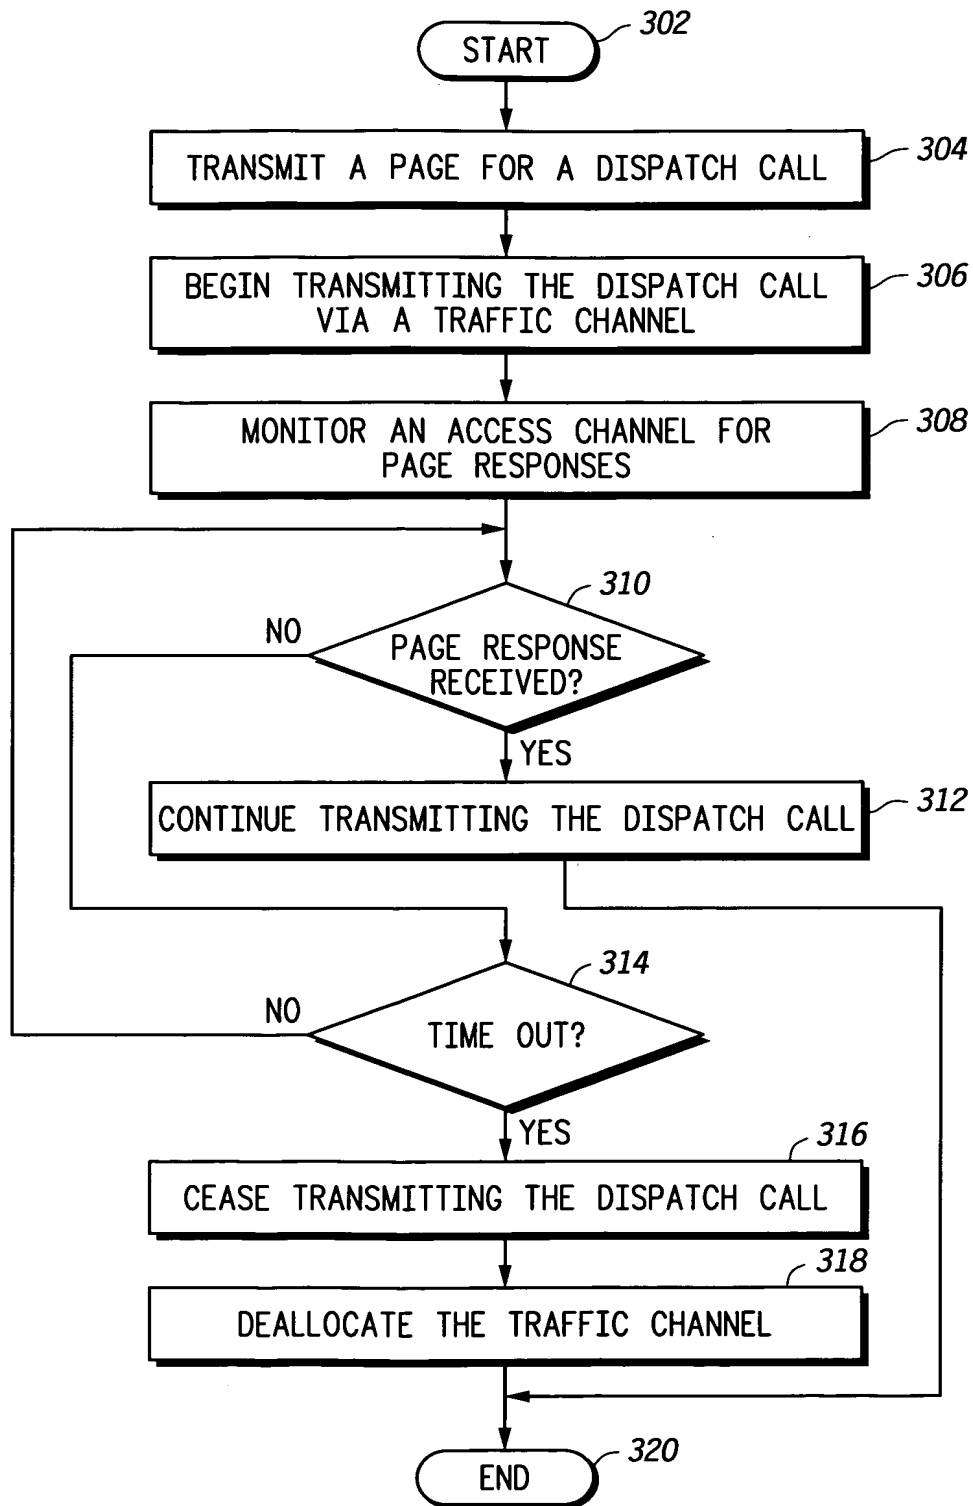 302
START
304
TRANSMIT A PAGE FOR A DISPATCH CALL
306
BEGIN TRANSMITTING THE DISPATCH CALL
VIA A TRAFFIC CHANNEL
308
MONITOR AN ACCESS CHANNEL FOR
PAGE RESPONSES
310
NO
PAGE RESPONSE
RECEIVED?
YES
312
CONTINUE TRANSMITTING THE DISPATCH CALL
314
NO
TIME OUT?
YES
316
CEASE TRANSMITTING THE DISPATCH CALL
318
DEALLOCATE THE TRAFFIC CHANNEL
320
END